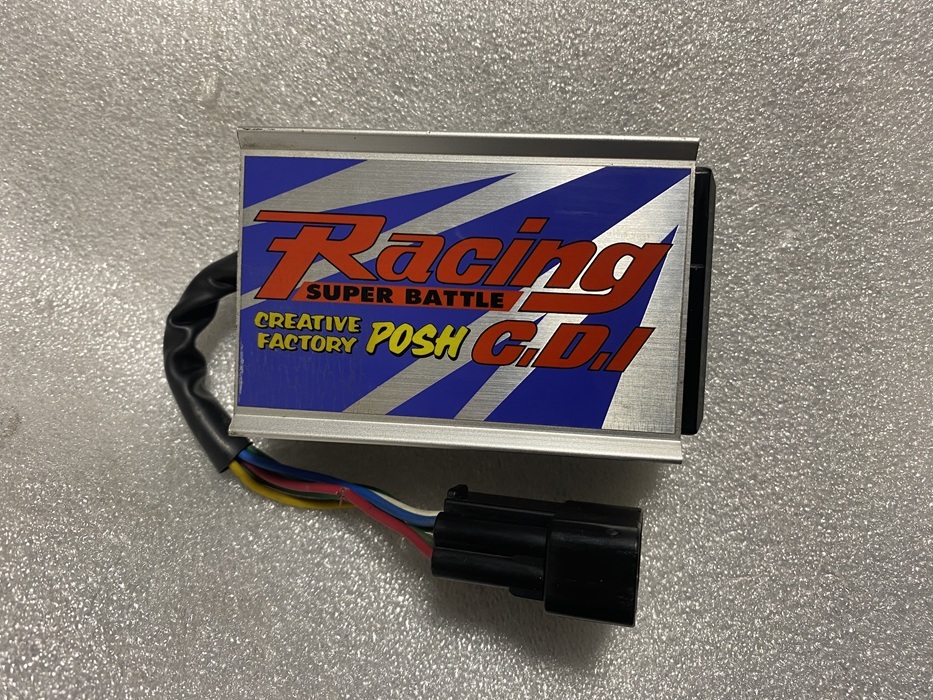 Racing
SUPER BATTLE
CREATIVE
FACTORY POSH C.D.I